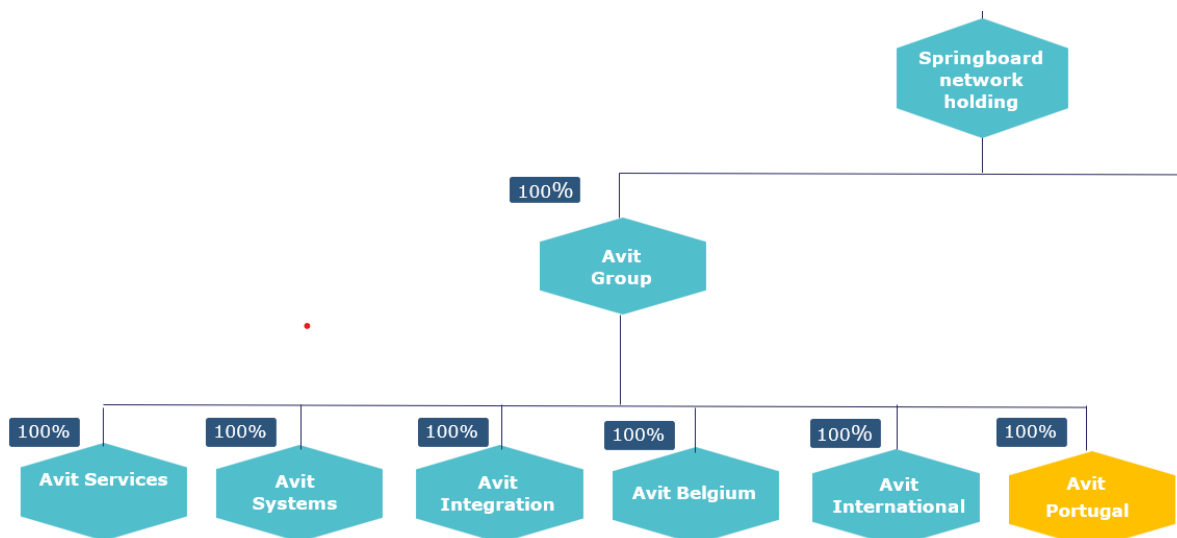 Springboard
network
holding
100%
Avit
Group
100%
100%
100%
100%
100%
100%
Avit Services
Avit
Systems
Avit
Integration
Avit Belgium
Avit
International
Avit
Portugal